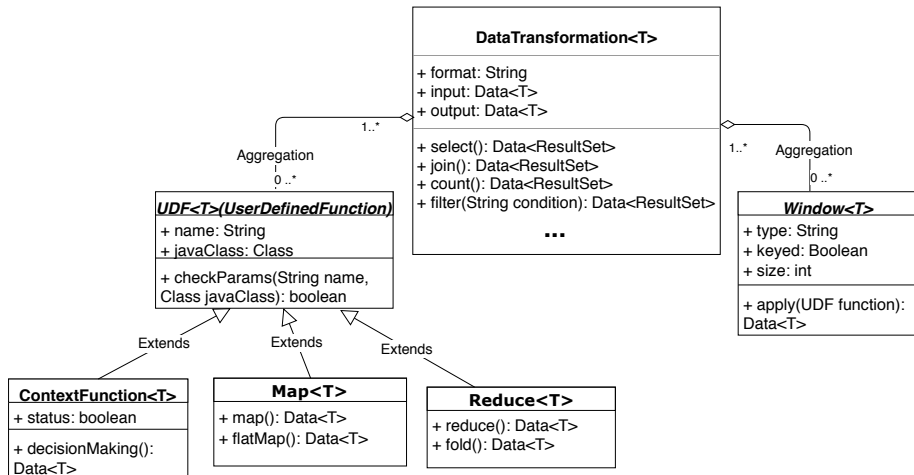 DataTransformation<T>
+ format: String
+ input: Data<T>
+ output: Data<T>
+ select(): Data<ResultSet>
+ join(): Data<ResultSet>
+ count(): Data<ResultSet>
+ filter(String condition): Data<ResultSet>
...
1..*
Aggregation
0 ..*
1..*
Aggregation
0 ..*
UDF<T>(UserDefinedFunction)
+ name: String
+ javaClass: Class
+ checkParams(String name,
Class javaClass): boolean
Window<T>
+ type: String
+ keyed: Boolean
+ size: int
+ apply(UDF function):
Data<T>
Extends
Extends
Extends
ContextFunction<T>
+ status: boolean
+ decisionMaking():
Data<T>
Map<T>
+ map(): Data<T>
+ flatMap(): Data<T>
Reduce<T>
+ reduce(): Data<T>
+ fold(): Data<T>